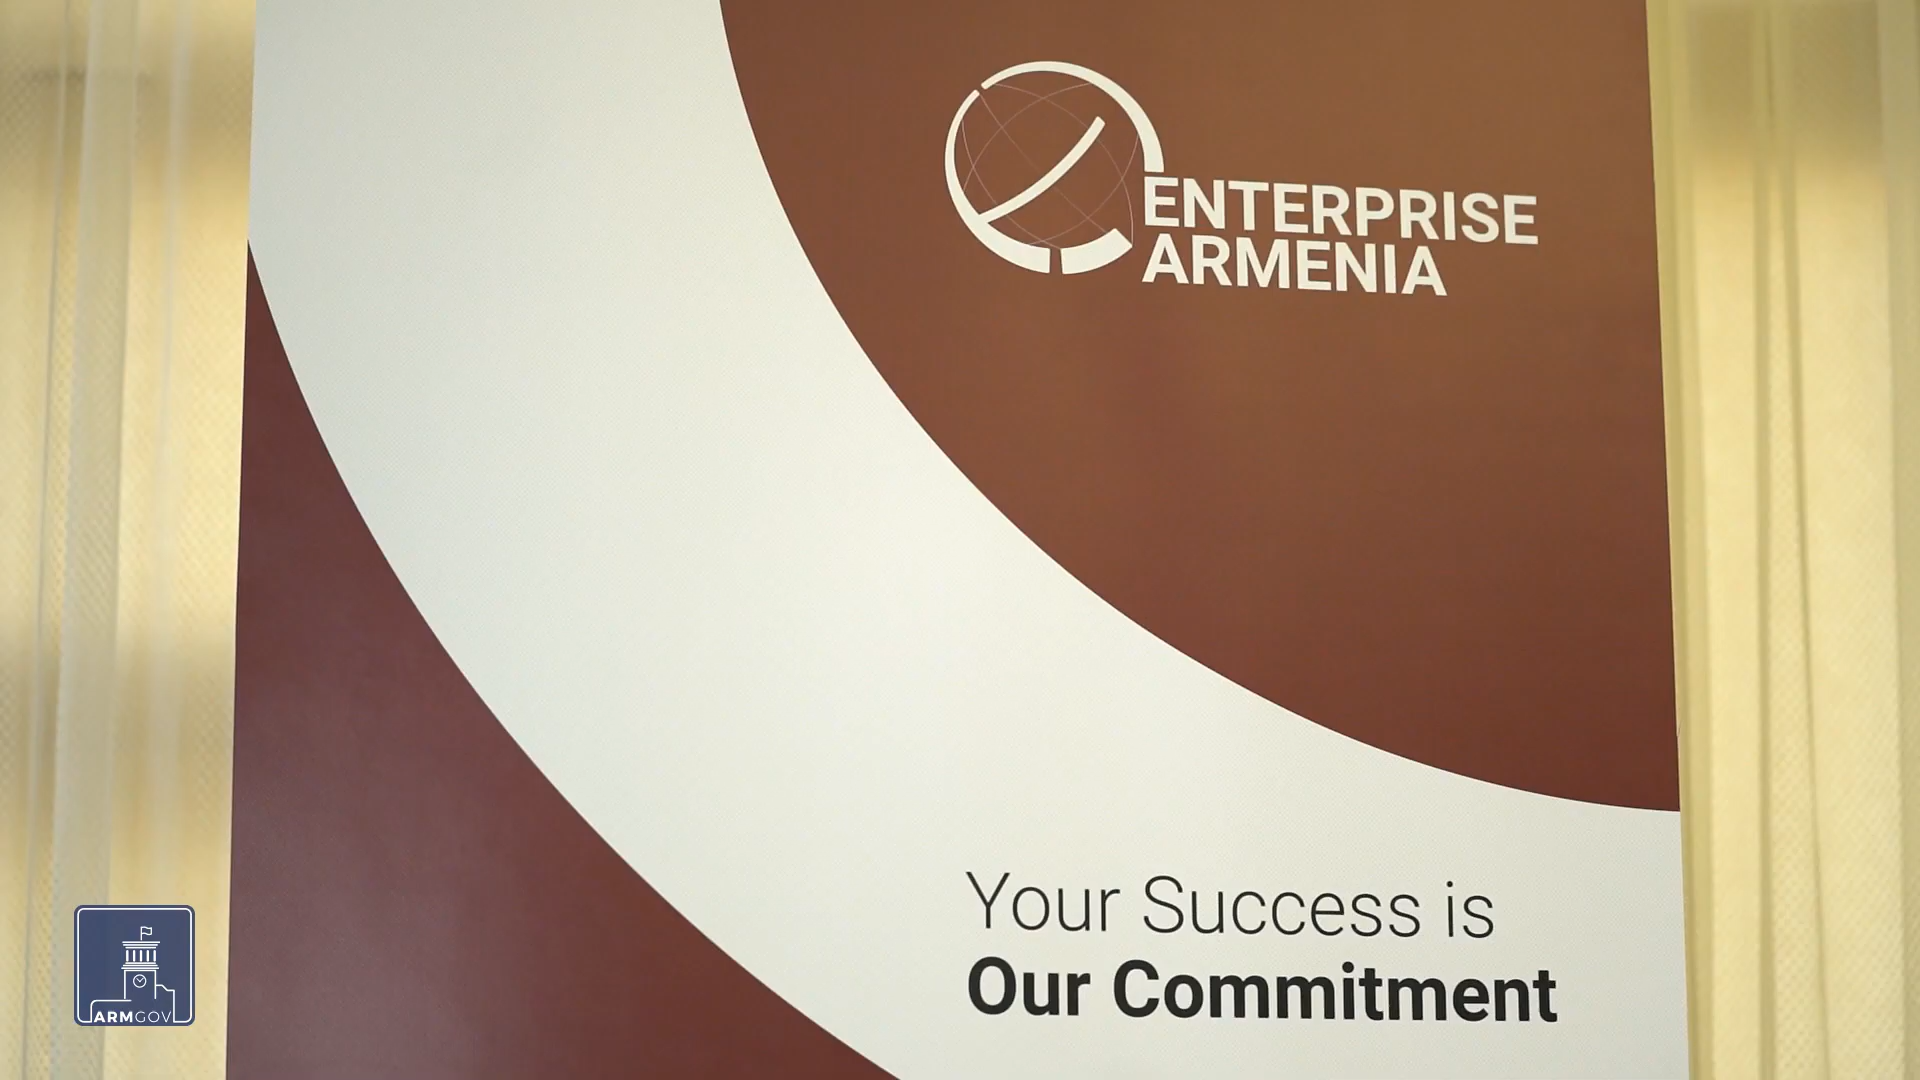 ENTERPRISE
ARMENIA
Your Success is
Our Commitment
ARMGOV